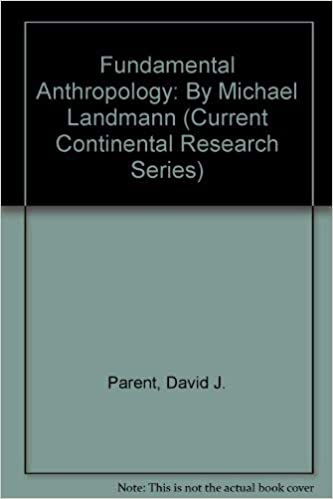 Fundamental
Anthropology: By Michael
Landmann (Current
Continental Research
Series)
Parent, David J.
Note: This is not the actual book cover